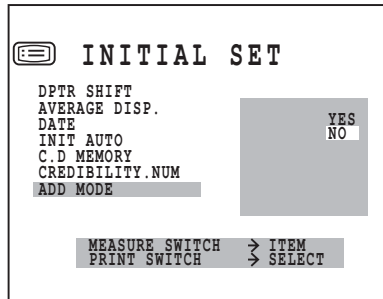 INITIAL SET
DPTR SHIFT
AVERAGE DISP.
DATE
INIT AUTO
C.D MEMORY
CREDIBILITY.NUM
ADD MODE
YES
NO
MEASURE SWITCH → ITEM
PRINT SWITCH → SELECT